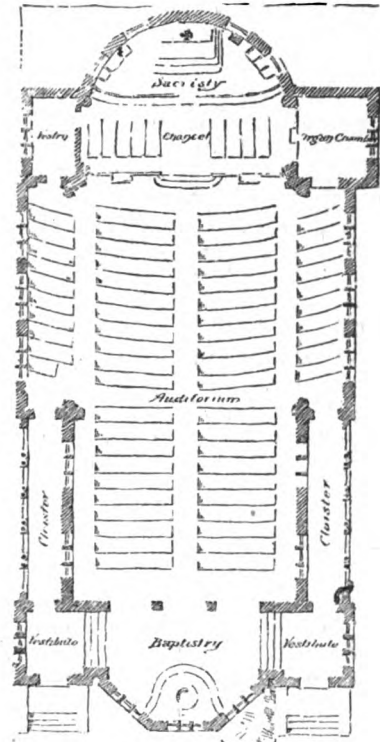 Sacristy
Vestry
Chancel
Organ Chamber
Auditorium
Cloister
Cloister
Vestibule
Baptistry
Vestibule